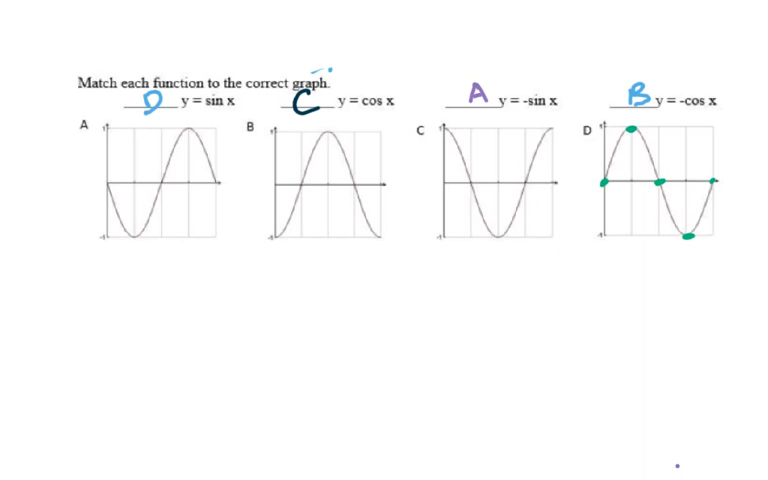 Match each function to the correct graph.
D y = sin x C y = cos x A y = -sin x B y = -cos x
A B C D
1 1 1 1
-1 -1 -1 -1